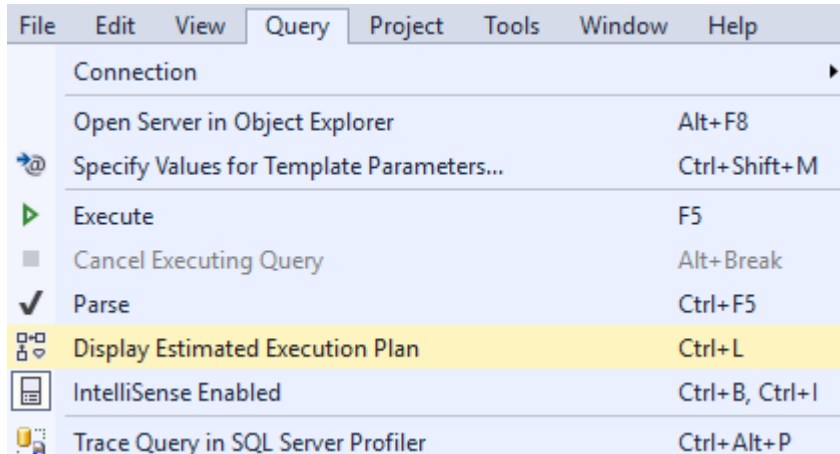 File Edit View Query Project Tools Window Help
Connection
Open Server in Object Explorer Alt+F8
Specify Values for Template Parameters... Ctrl+Shift+M
Execute F5
Cancel Executing Query Alt+Break
Parse Ctrl+F5
Display Estimated Execution Plan Ctrl+L
IntelliSense Enabled Ctrl+B, Ctrl+I
Trace Query in SQL Server Profiler Ctrl+Alt+P